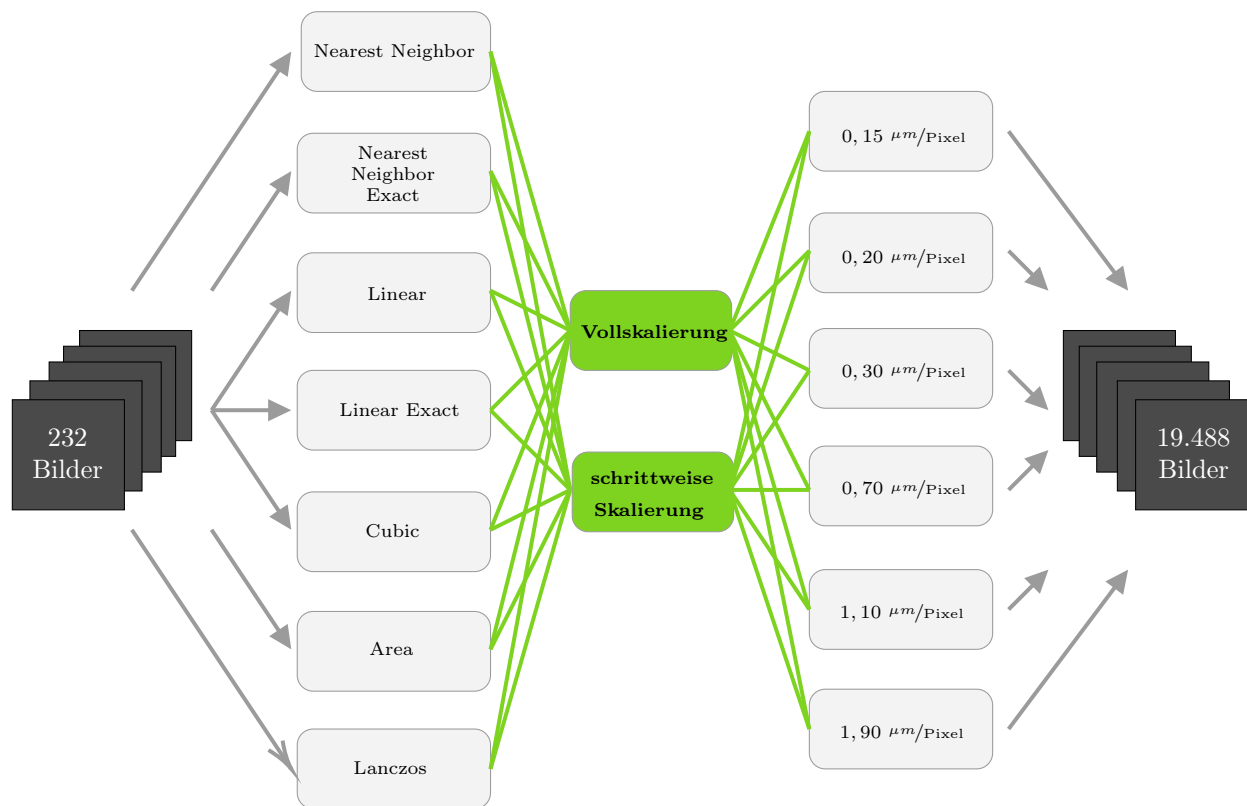 232
Bilder
Nearest Neighbor
Nearest
Neighbor
Exact
Linear
Linear Exact
Cubic
Area
Lanczos
Vollskalierung
schrittweise
Skalierung
0, 15 μm/Pixel
0, 20 μm/Pixel
0, 30 μm/Pixel
0, 70 μm/Pixel
1, 10 μm/Pixel
1, 90 μm/Pixel
19.488
Bilder